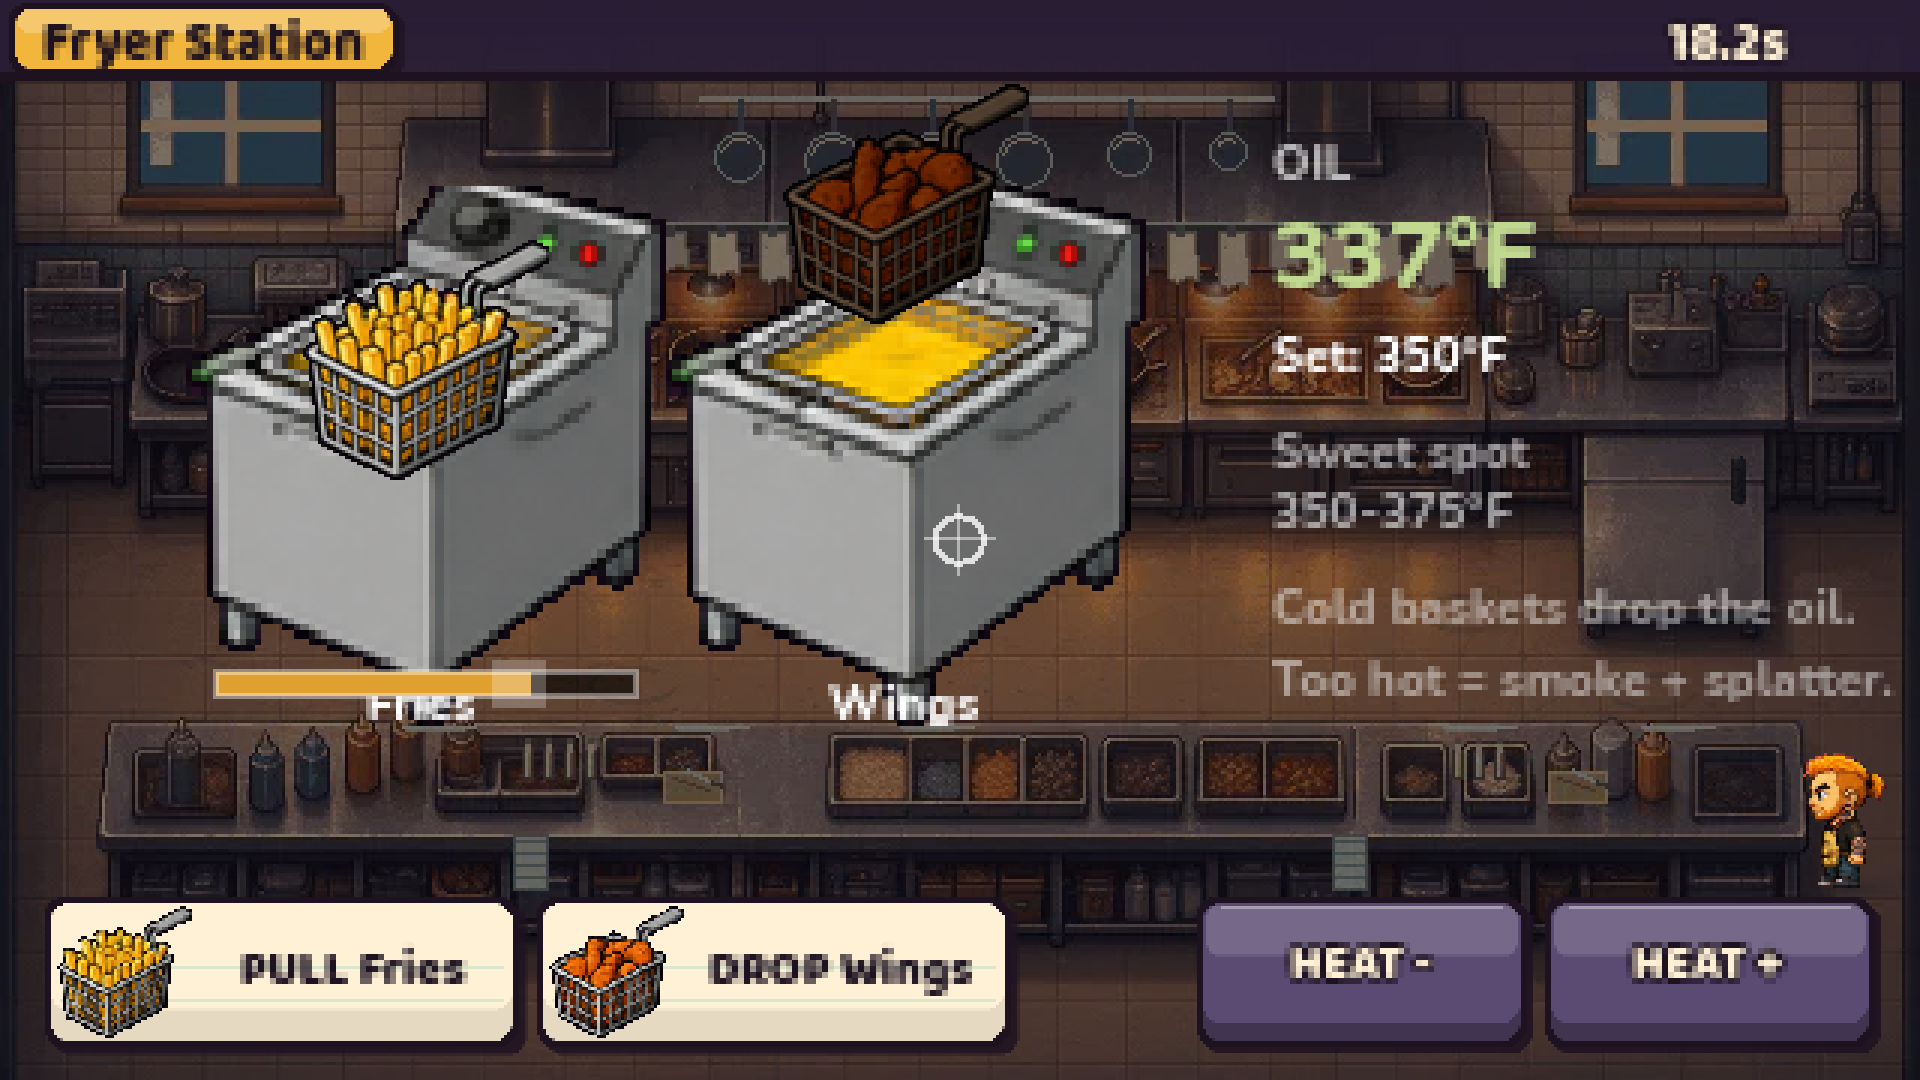 Fryer Station
18.2s
OIL
337°F
Set: 350°F
Sweet spot
350-375°F
Cold baskets drop the oil.
Too hot = smoke + splatter.
Fries
Wings
PULL Fries
DROP Wings
HEAT -
HEAT +